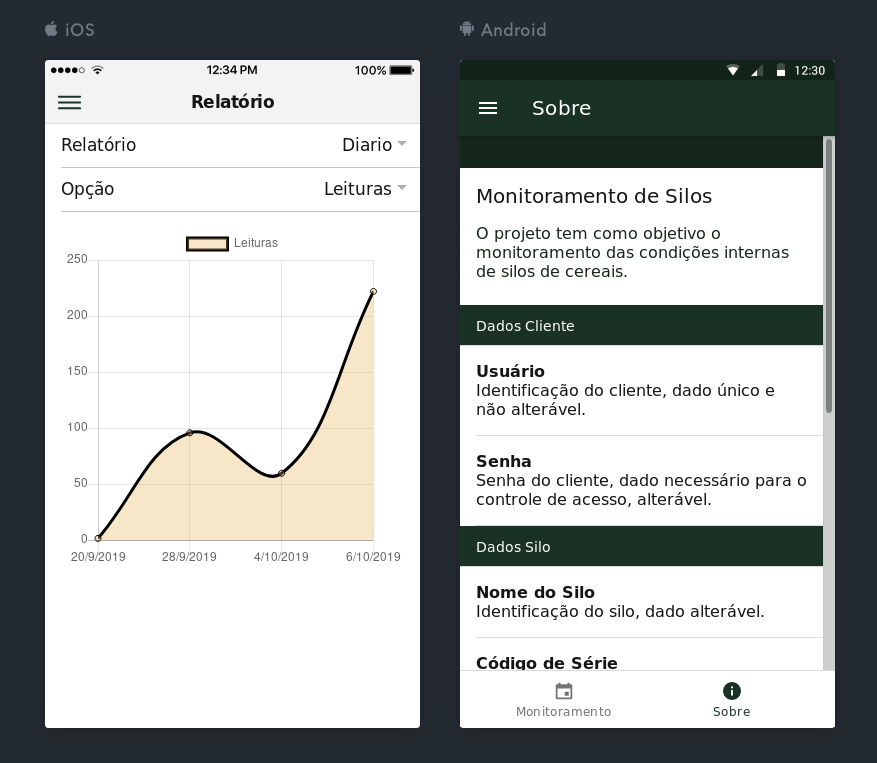 iOS
12:34 PM
100%
Relatório
Relatório Diario
Opção Leituras
Leituras
250
200
150
100
50
0
20/9/2019 28/9/2019 4/10/2019 6/10/2019
Android
12:30
Sobre
Monitoramento de Silos
O projeto tem como objetivo o
monitoramento das condições internas
de silos de cereais.
Dados Cliente
Usuário
Identificação do cliente, dado único e
não alterável.
Senha
Senha do cliente, dado necessário para o
controle de acesso, alterável.
Dados Silo
Nome do Silo
Identificação do silo, dado alterável.
Código de Série
Monitoramento Sobre